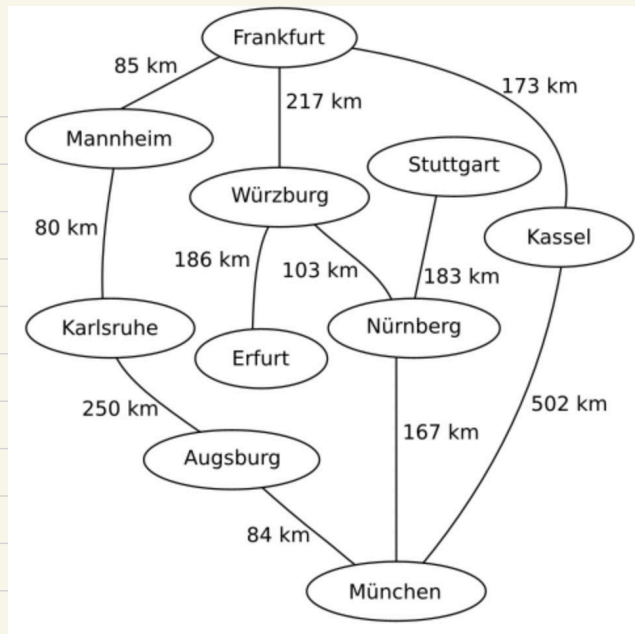 Frankfurt
85 km
173 km
217 km
Mannheim
Stuttgart
Würzburg
Kassel
80 km
186 km
103 km
183 km
Karlsruhe
Nürnberg
Erfurt
250 km
502 km
167 km
Augsburg
84 km
München